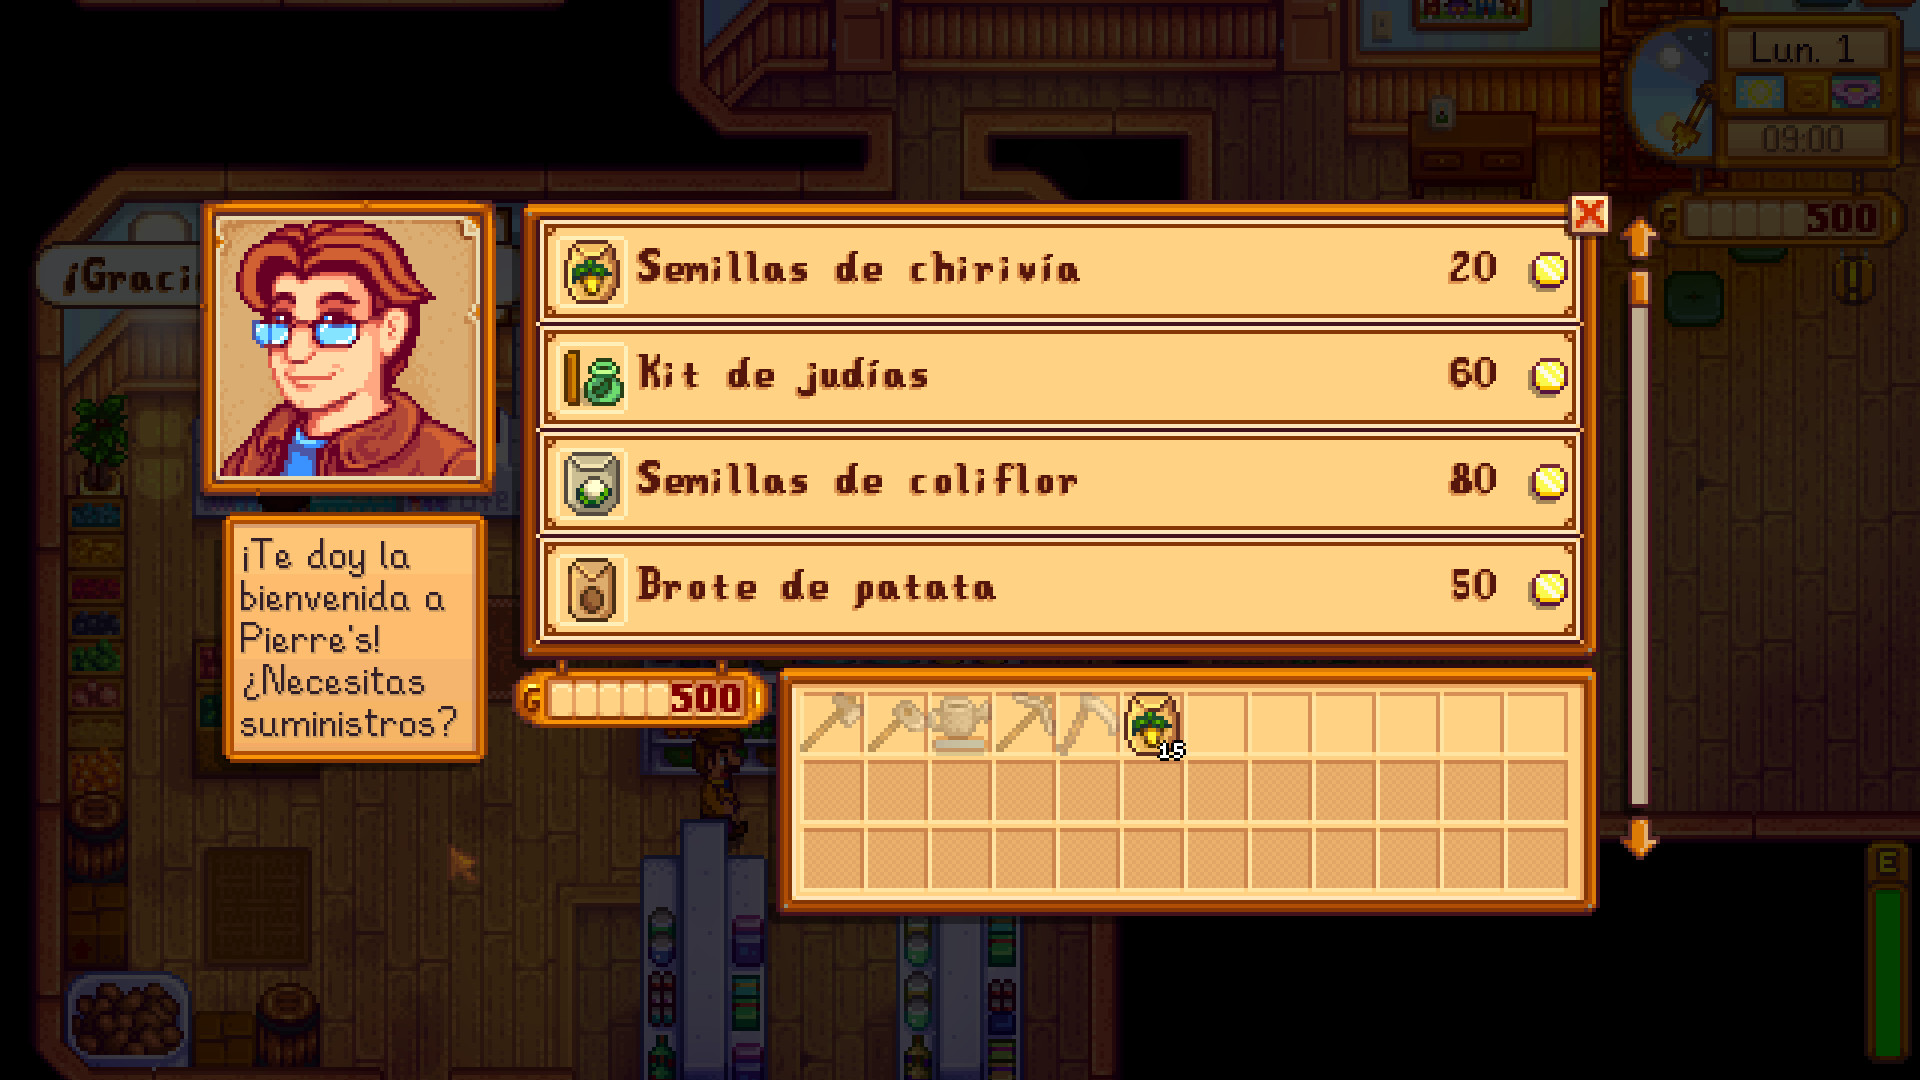 Lun. 1
09:00
500
¡Graci
Semillas de chirivía 20
Kit de judías 60
Semillas de coliflor 80
Brote de patata 50
¡Te doy la
bienvenida a
Pierre's!
¿Necesitas
suministros?
G 500
15
E